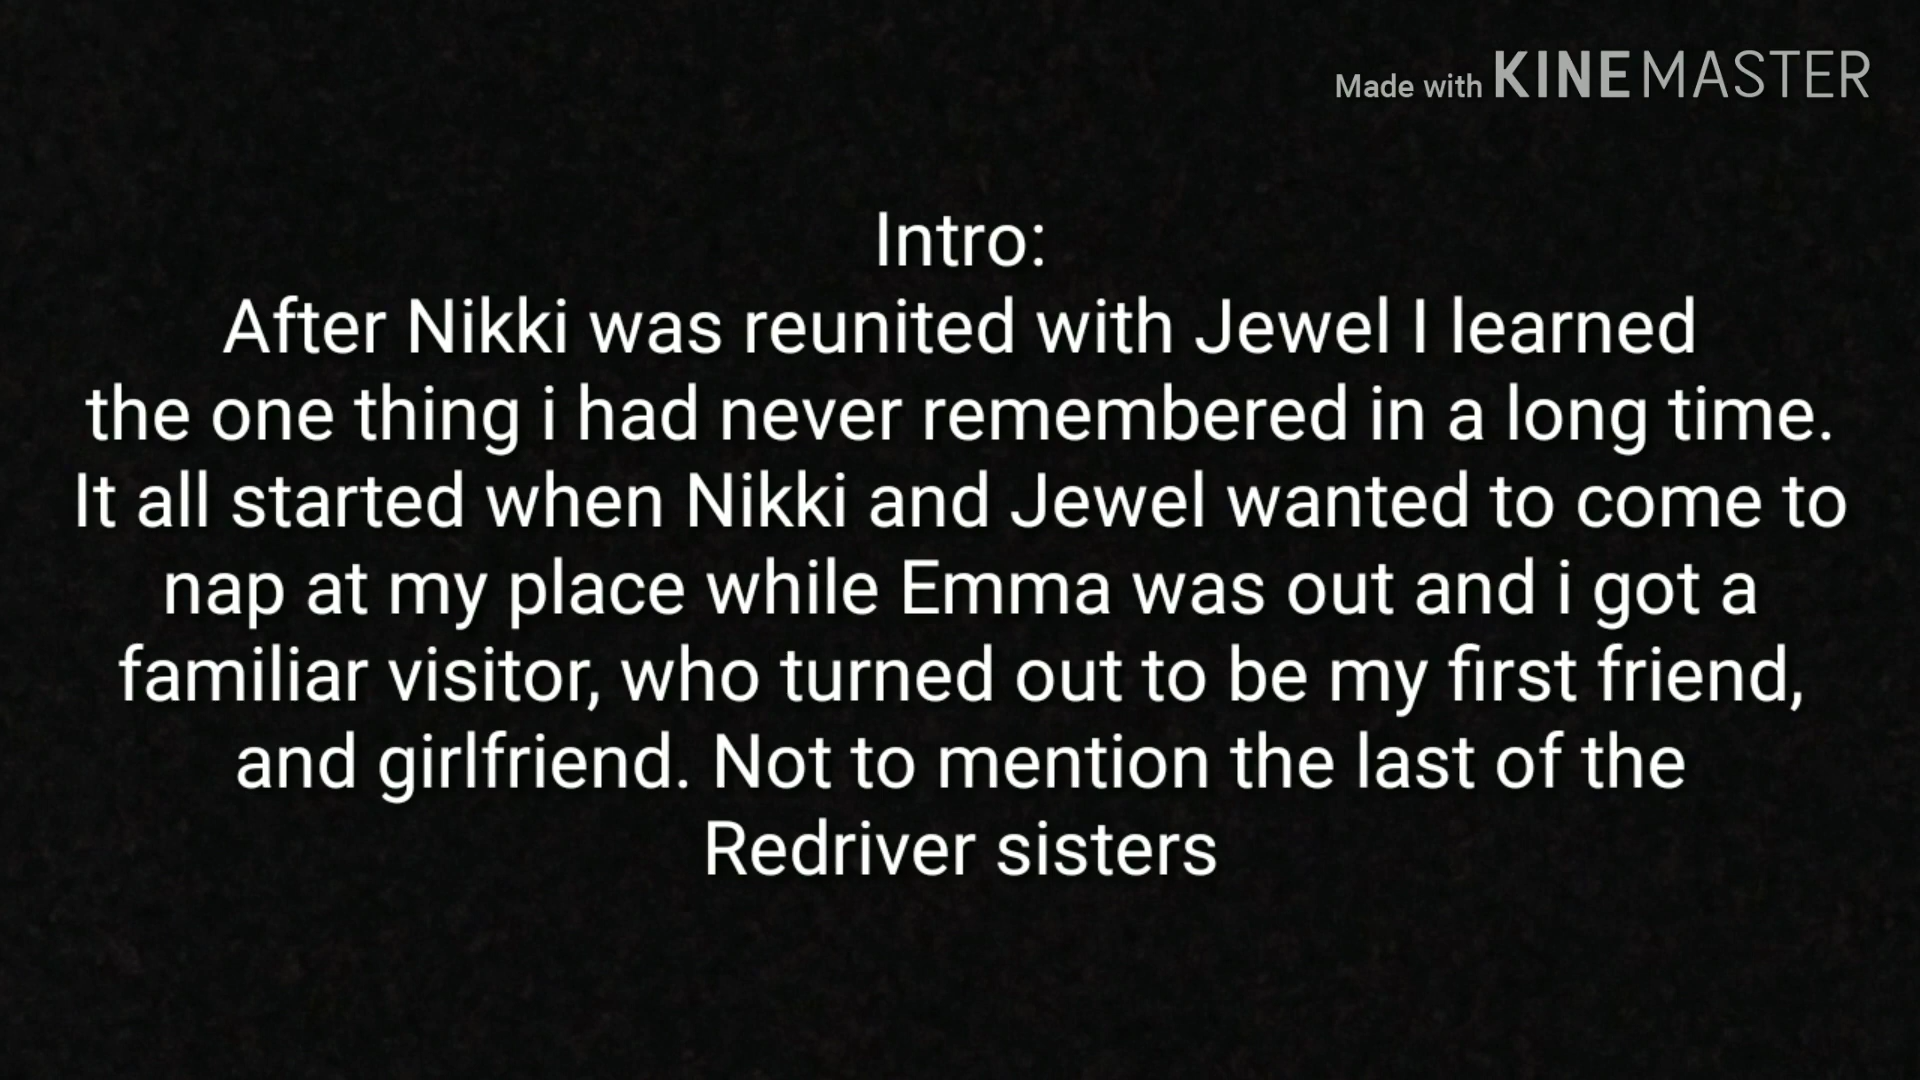 Made with KINEMASTER
Intro:
After Nikki was reunited with Jewel I learned
the one thing i had never remembered in a long time.
It all started when Nikki and Jewel wanted to come to
nap at my place while Emma was out and i got a
familiar visitor, who turned out to be my first friend,
and girlfriend. Not to mention the last of the
Redriver sisters